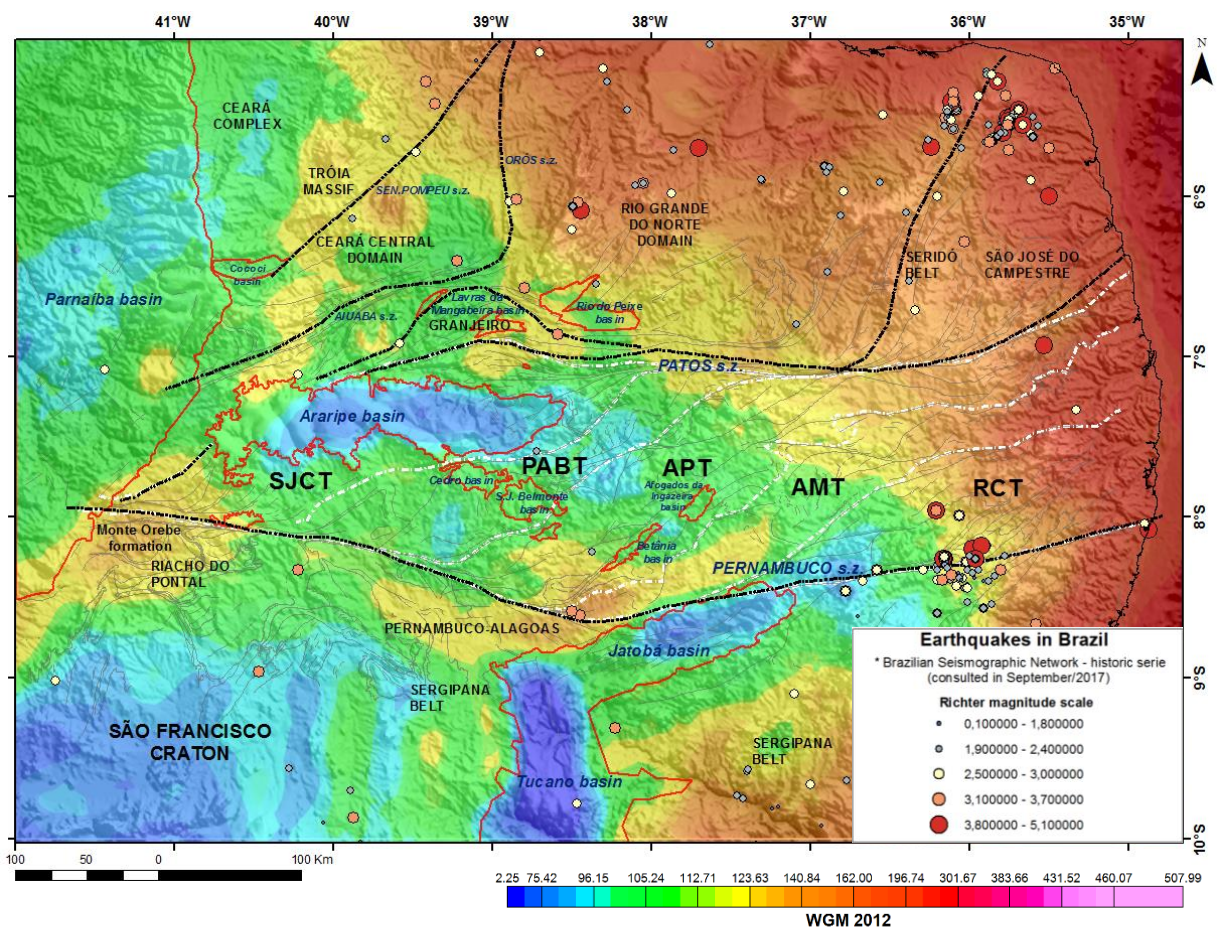 41°W 40°W 39°W 38°W 37°W 36°W 35°W
N
CEARÁ
COMPLEX
TRÓIA
MASSIF
SEN.POMPEU s.z.
ORÓS s.z.
6°S
RIO GRANDE
DO NORTE
DOMAIN
CEARÁ CENTRAL
DOMAIN
SERIDÓ
BELT
SÃO JOSÉ DO
CAMPESTRE
Cococi
basin
Parnaíba basin
Lavras da
Mangabeira basin
Rio do Peixe
basin
AIUABA s.z.
GRANJEIRO
7°S
PATOS s.z.
Araripe basin
SJCT
PABT
APT
AMT
RCT
Cedro basin
S.J. Belmonte
basin
Afogados da
Ingazeira
basin
8°S
Monte Orebe
formation
Betânia
basin
RIACHO DO
PONTAL
PERNAMBUCO s.z.
PERNAMBUCO-ALAGOAS
Jatobá basin
9°S
SERGIPANA
BELT
SÃO FRANCISCO
CRATON
SERGIPANA
BELT
Tucano basin
10°S
Earthquakes in Brazil
* Brazilian Seismographic Network - historic serie
(consulted in September/2017)
Richter magnitude scale
0,100000 - 1,800000
1,900000 - 2,400000
2,500000 - 3,000000
3,100000 - 3,700000
3,800000 - 5,100000
100 50 0 100 Km
2.25 75.42 96.15 105.24 112.71 123.63 140.84 162.00 196.74 301.67 383.66 431.52 460.07 507.99
WGM 2012